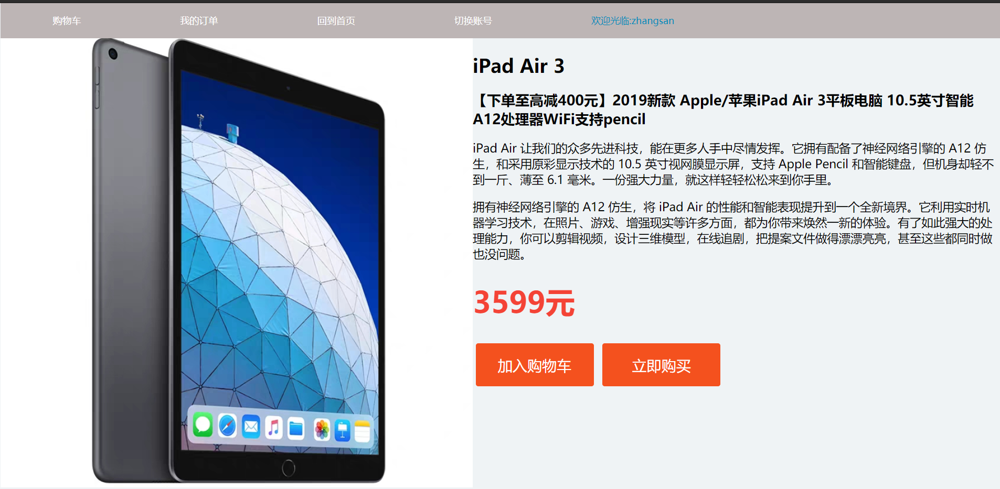 购物车 我的订单 回到首页 切换账号 欢迎光临:zhangsan
iPad Air 3
【下单至高减400元】2019新款 Apple/苹果iPad Air 3平板电脑 10.5英寸智能
A12处理器WiFi支持pencil
iPad Air 让我们的众多先进科技，能在更多人手中尽情发挥。它拥有配备了神经网络引擎的 A12 仿
生，和采用原彩显示技术的 10.5 英寸视网膜显示屏，支持 Apple Pencil 和智能键盘，但机身却轻不
到一斤、薄至 6.1 毫米。一份强大力量，就这样轻轻松松来到你手里。
拥有神经网络引擎的 A12 仿生，将 iPad Air 的性能和智能表现提升到一个全新境界。它利用实时机
器学习技术，在照片、游戏、增强现实等许多方面，都为你带来焕然一新的体验。有了如此强大的处
理能力，你可以剪辑视频，设计三维模型，在线追剧，把提案文件做得漂漂亮亮，甚至这些都同时做
也没问题。
3599元
加入购物车 立即购买